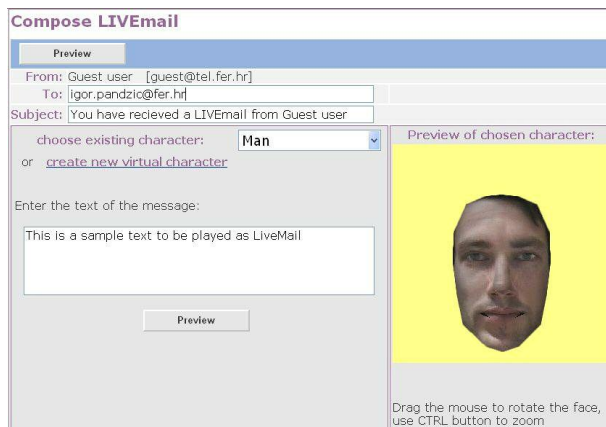 Compose LIVEmail
Preview
From: Guest user [guest@tel.fer.hr]
To: igor.pandzic@fer.hr
Subject: You have recieved a LIVEmail from Guest user
choose existing character: Man
or create new virtual character
Enter the text of the message:
This is a sample text to be played as LiveMail
Preview
Preview of chosen character:
Drag the mouse to rotate the face,
use CTRL button to zoom